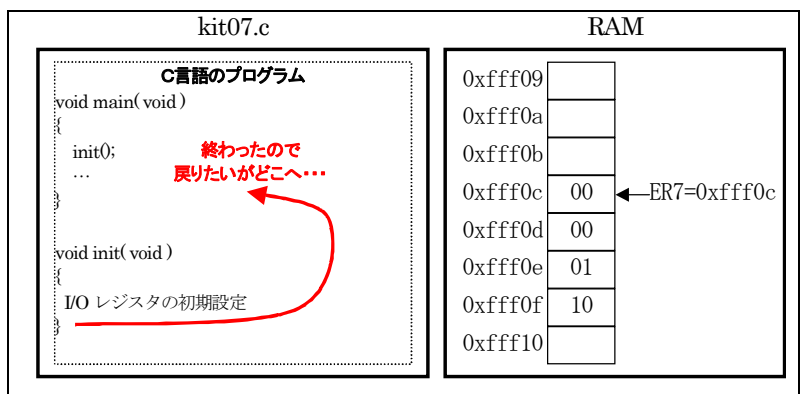 kit07.c
C言語のプログラム
void main( void )
{
init();
…
}
終わったので
戻りたいがどこへ・・・
void init( void )
{
I/O レジスタの初期設定
}
RAM
0xfff09
0xfff0a
0xfff0b
0xfff0c 00 ER7=0xfff0c
0xfff0d 00
0xfff0e 01
0xfff0f 10
0xfff10